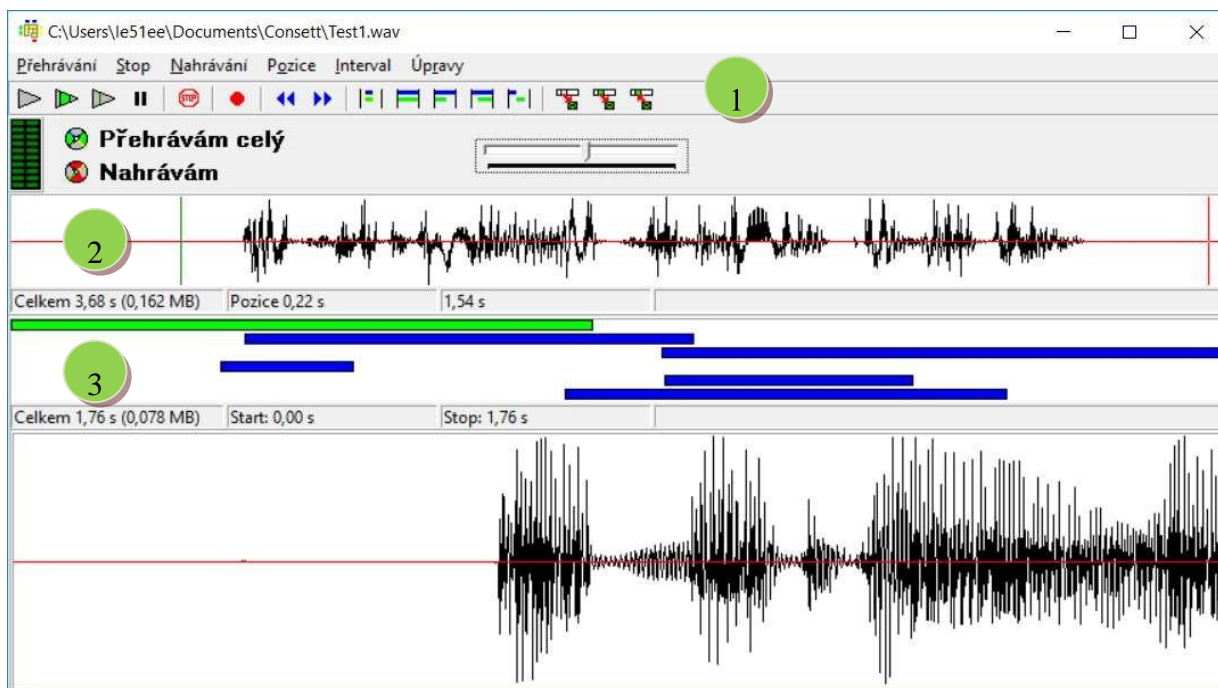 C:\Users\le51ee\Documents\Consett\Test1.wav
Přehrávání Stop Nahrávání Pozice Interval Úpravy
STOP
1
Přehrávám celý
Nahrávám
2
Celkem 3,68 s (0,162 MB) Pozice 0,22 s 1,54 s
3
Celkem 1,76 s (0,078 MB) Start: 0,00 s Stop: 1,76 s